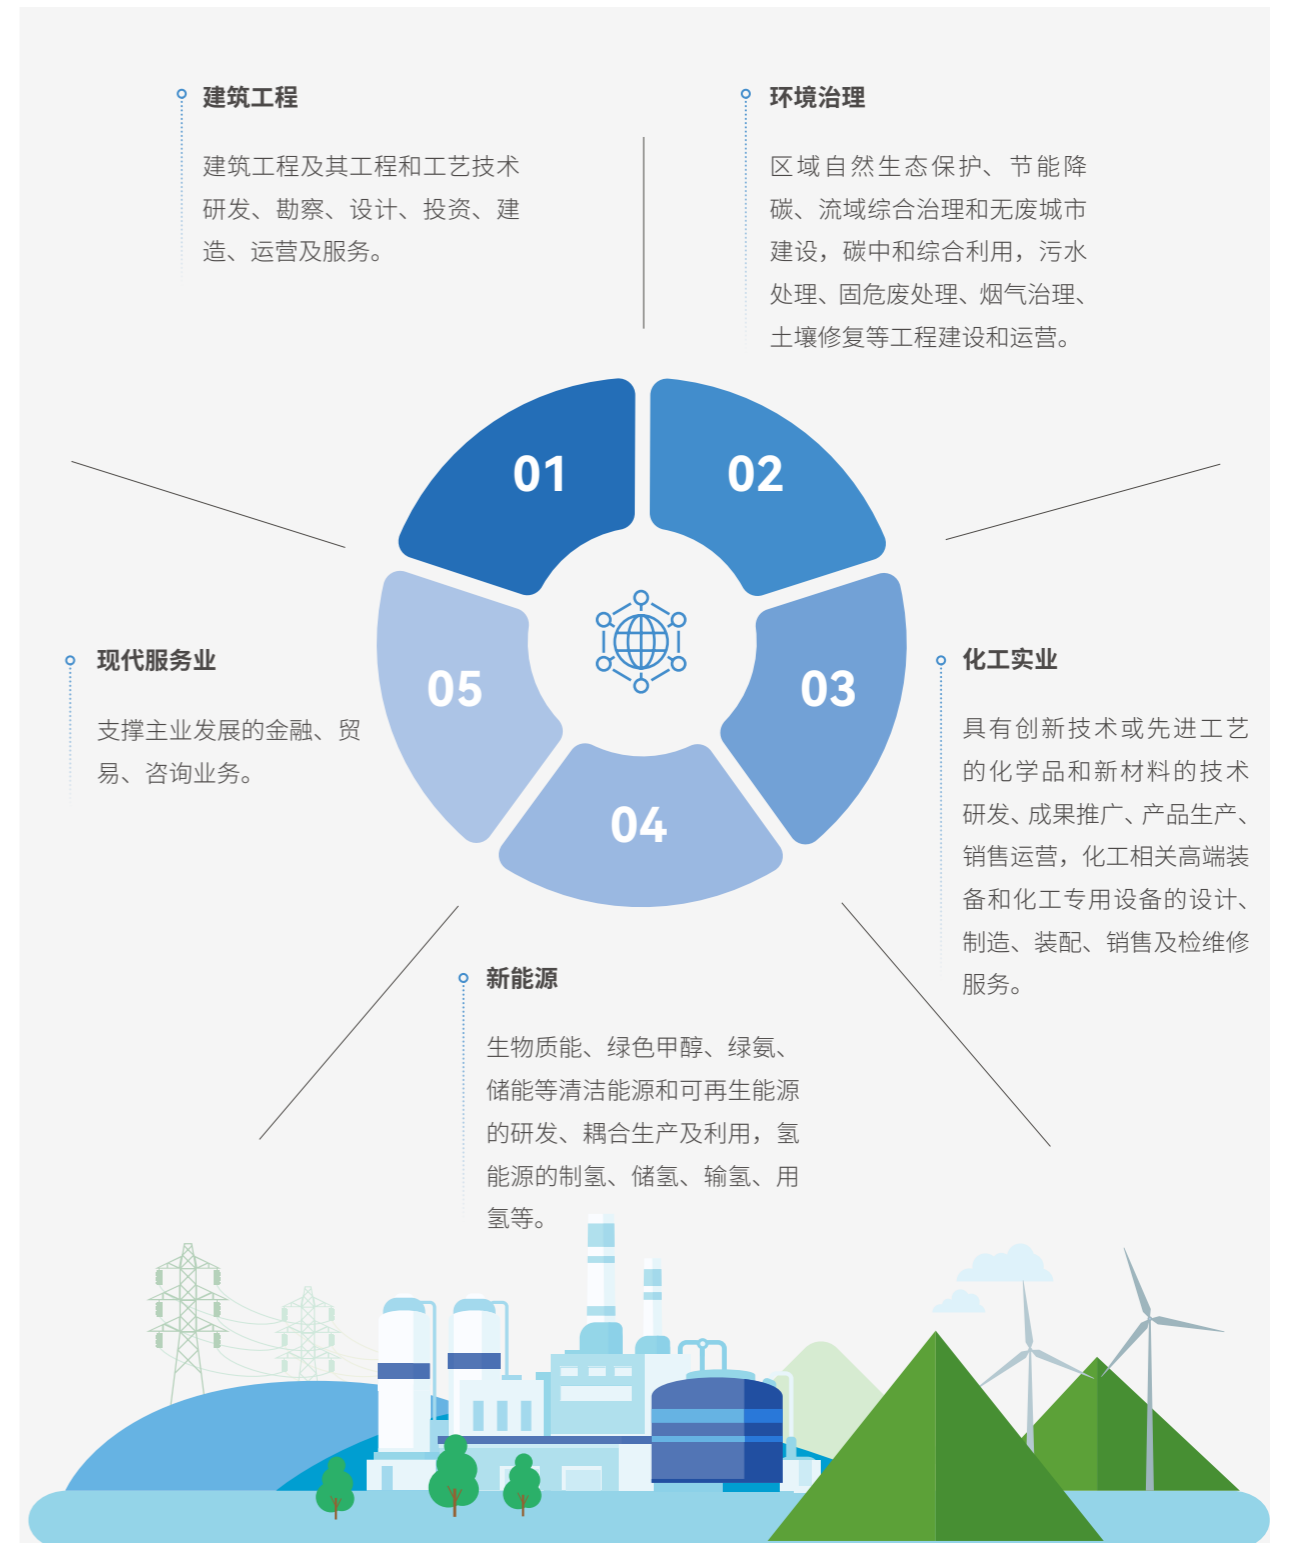 建筑工程
建筑工程及其工程和工艺技术
研发、勘察、设计、投资、建
造、运营及服务。
环境治理
区域自然生态保护、节能降
碳、流域综合治理和无废城市
建设，碳中和综合利用，污水
处理、固危废处理、烟气治理、
土壤修复等工程建设和运营。
01
02
03
04
05
现代服务业
支撑主业发展的金融、贸
易、咨询业务。
化工实业
具有创新技术或先进工艺
的化学品和新材料的技术
研发、成果推广、产品生产、
销售运营，化工相关高端装
备和化工专用设备的设计、
制造、装配、销售及检维修
服务。
新能源
生物质能、绿色甲醇、绿氨、
储能等清洁能源和可再生能源
的研发、耦合生产及利用，氢
能源的制氢、储氢、输氢、用
氢等。